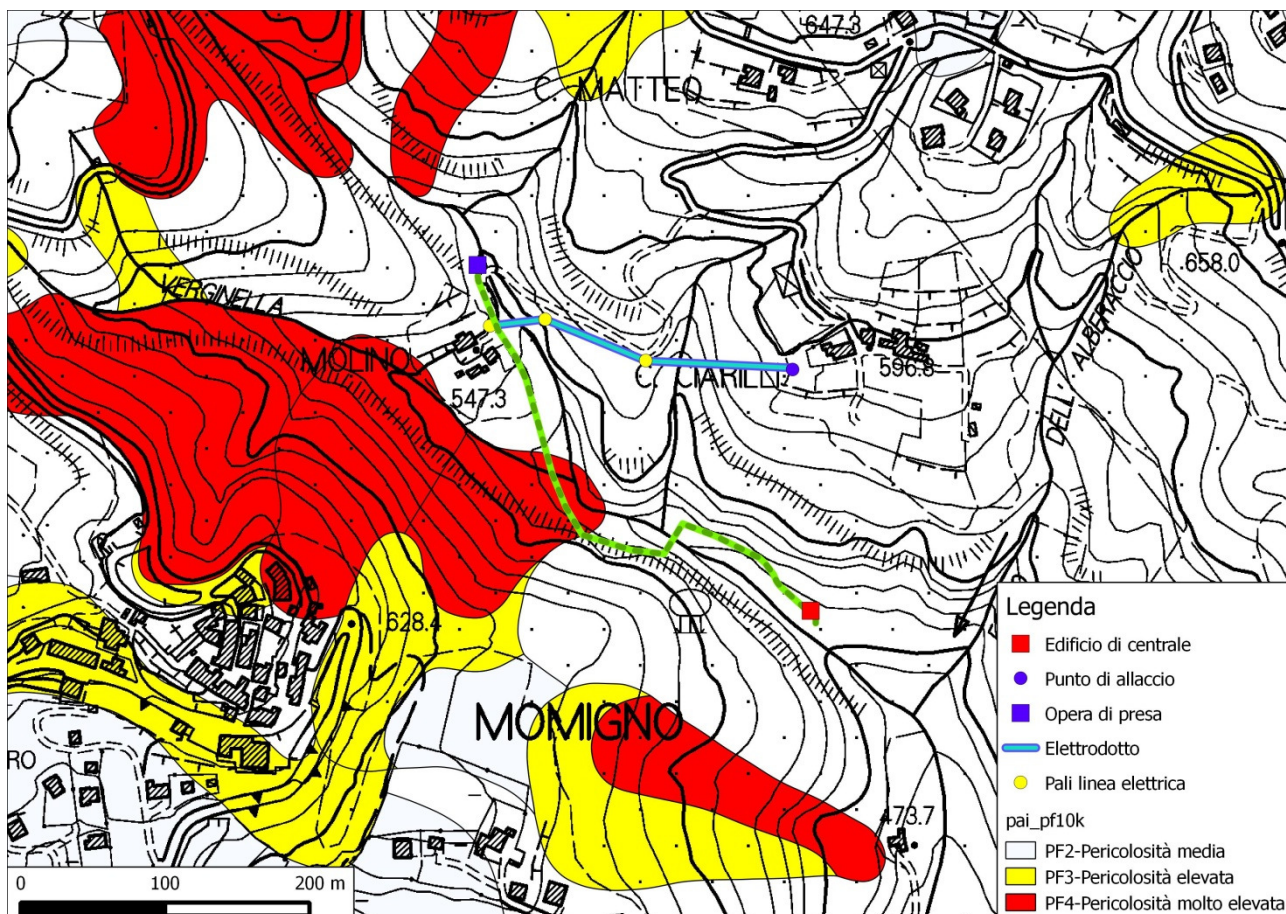 647.3
C. MATTEO
658.0
VERGINELLA
DELL' ALBERACCIO
MOLINO
C. CIARILLI
596.8
547.3
628.4
MOMIGNO
RO
473.7
Legenda
Edificio di centrale
Punto di allaccio
Opera di presa
Elettrodotto
Pali linea elettrica
pai_pf10k
PF2-Pericolosità media
PF3-Pericolosità elevata
PF4-Pericolosità molto elevata
0 100 200 m